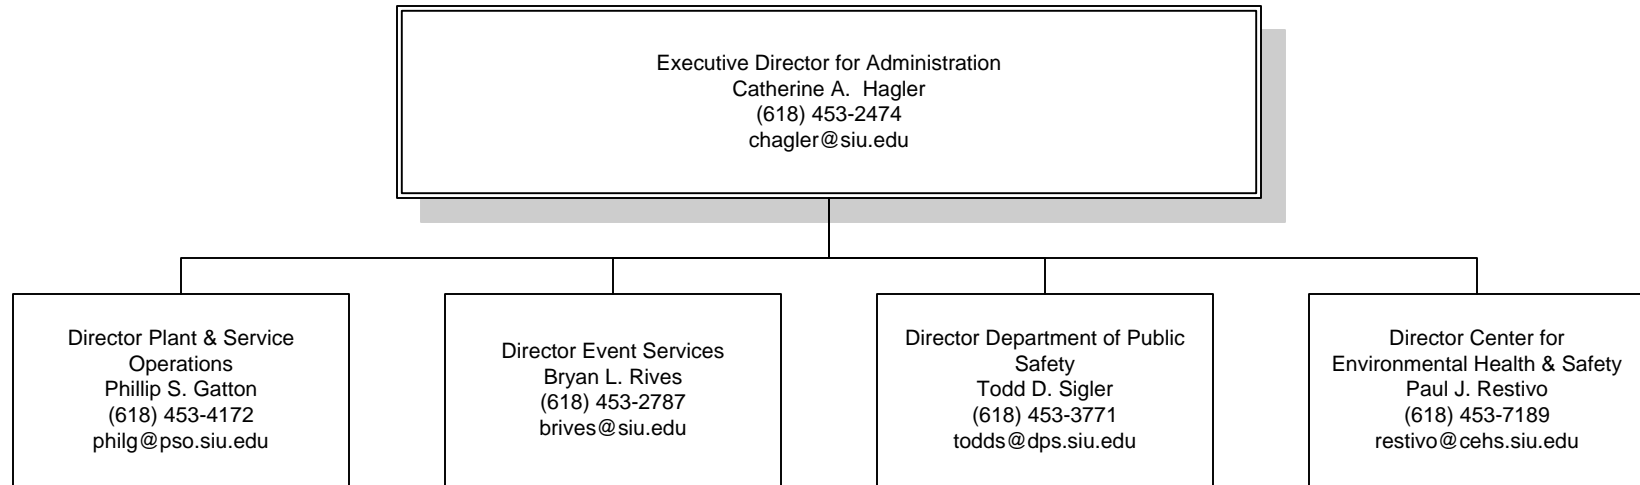 Executive Director for Administration
Catherine A.  Hagler
(618) 453-2474
chagler@siu.edu
Director Plant & Service
Operations
Phillip S. Gatton
(618) 453-4172
philg@pso.siu.edu
Director Event Services
Bryan L. Rives
(618) 453-2787
brives@siu.edu
Director Department of Public
Safety
Todd D. Sigler
(618) 453-3771
todds@dps.siu.edu
Director Center for
Environmental Health & Safety
Paul J. Restivo
(618) 453-7189
restivo@cehs.siu.edu